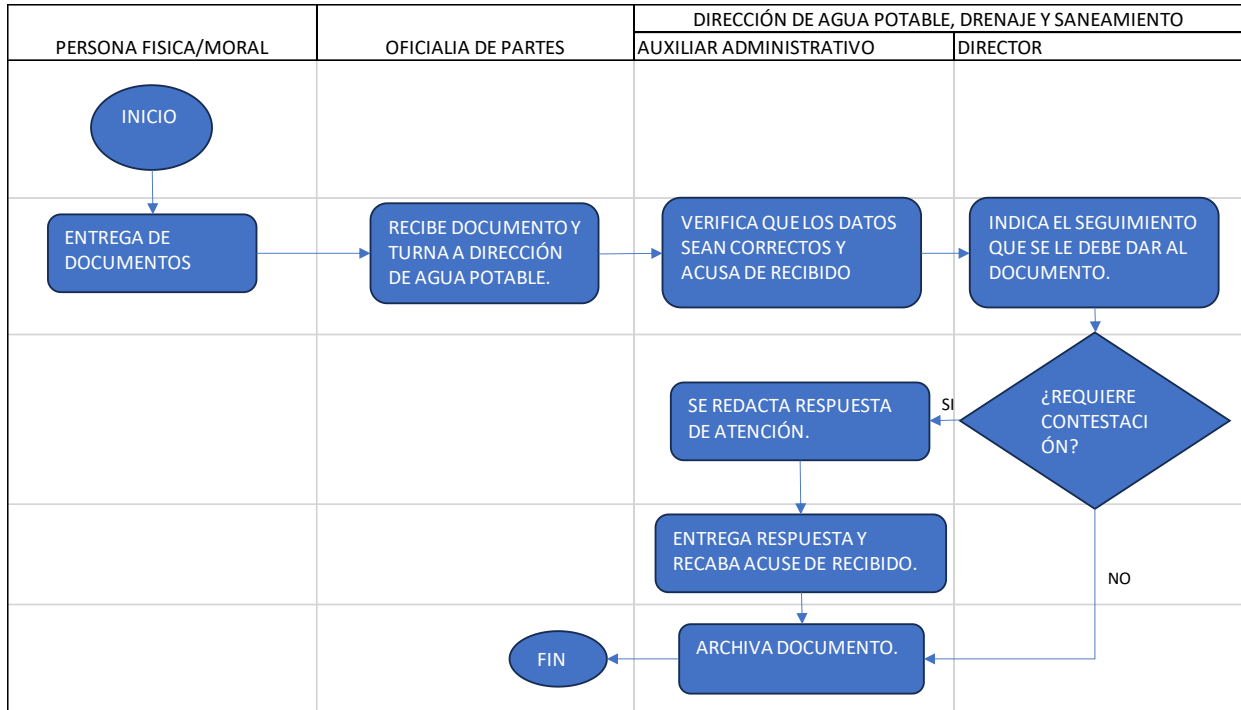 DIRECCIÓN DE AGUA POTABLE, DRENAJE Y SANEAMIENTO
PERSONA FISICA/MORAL
OFICIALIA DE PARTES
AUXILIAR ADMINISTRATIVO
DIRECTOR
INICIO
ENTREGA DE
DOCUMENTOS
RECIBE DOCUMENTO Y
TURNA A DIRECCIÓN
DE AGUA POTABLE.
VERIFICA QUE LOS DATOS
SEAN CORRECTOS Y
ACUSA DE RECIBIDO
INDICA EL SEGUIMIENTO
QUE SE LE DEBE DAR AL
DOCUMENTO.
¿REQUIERE
CONTESTACI
ÓN?
SI
SE REDACTA RESPUESTA
DE ATENCIÓN.
ENTREGA RESPUESTA Y
RECABA ACUSE DE RECIBIDO.
NO
ARCHIVA DOCUMENTO.
FIN